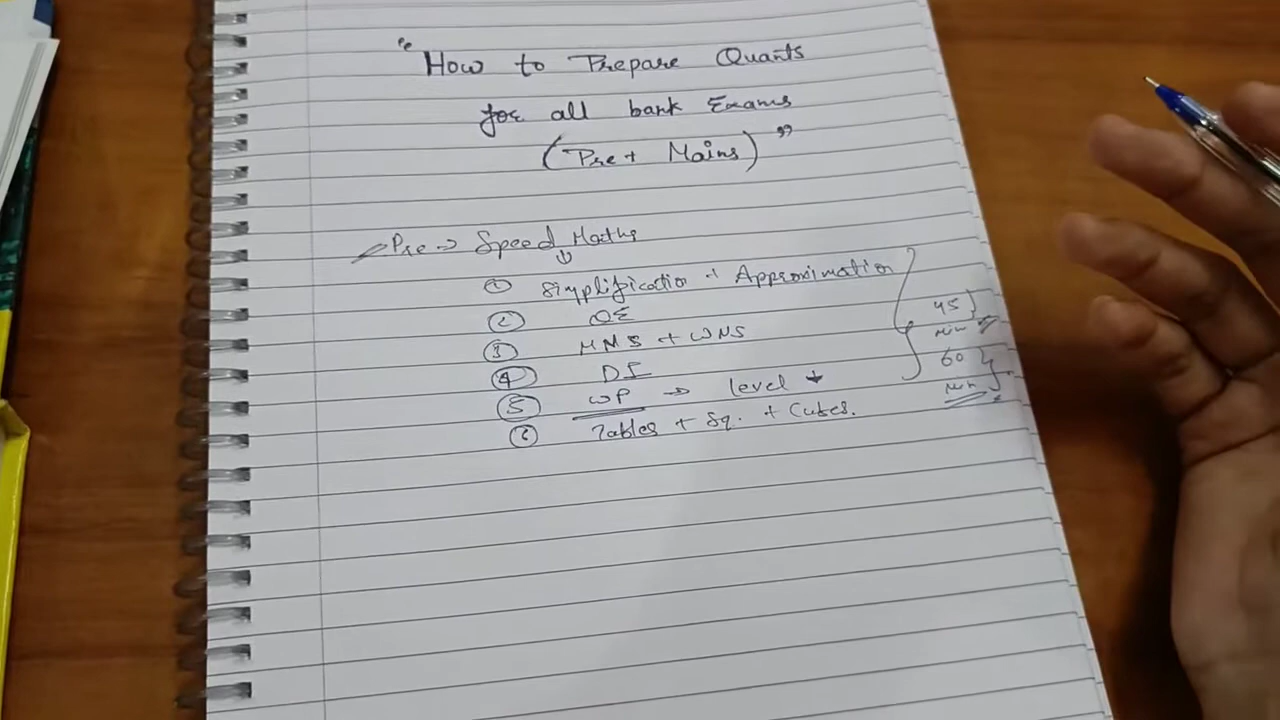 "How to Prepare Quants
for all bank Exams
(Pre + Mains)"
Pre → Speed Maths
↓
① Simplification + Approximation
② QE
③ MNS + WNS
④ DI
⑤ WP → level ↓
⑥ Tables + Sq. + Cubes.
45
min
60
min